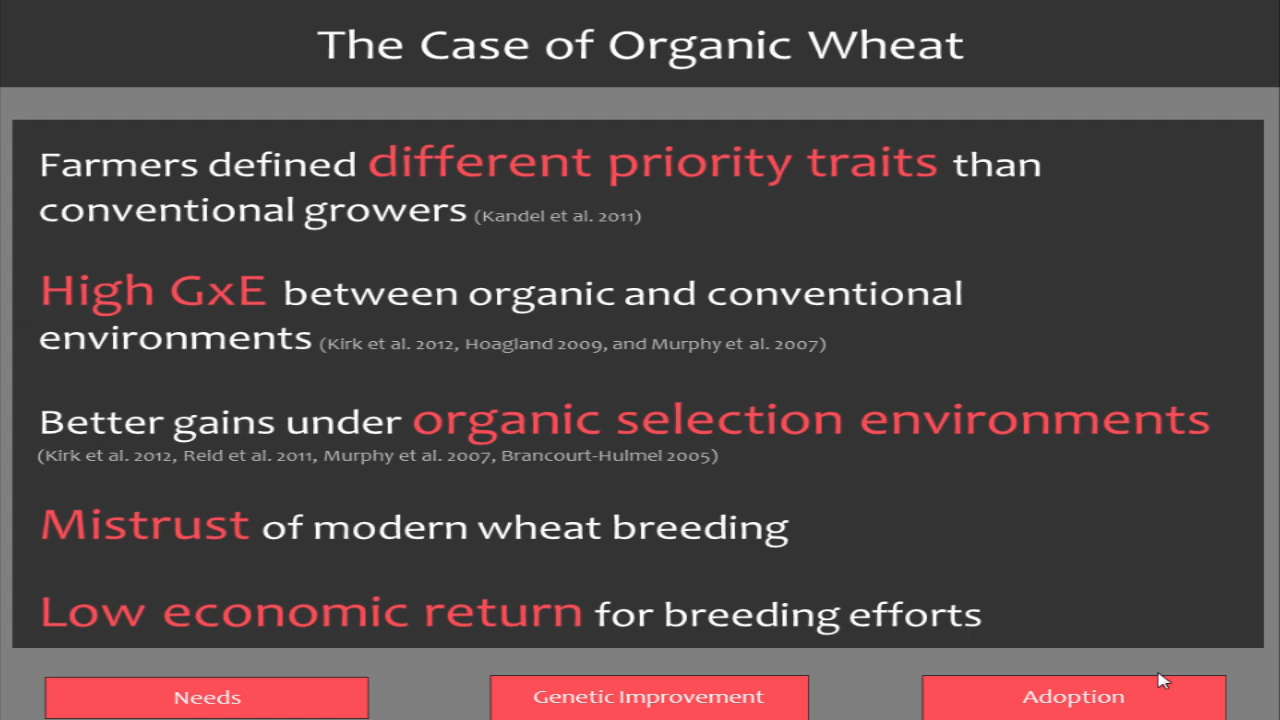 The Case of Organic Wheat
Farmers defined different priority traits than
conventional growers (Kandel et al. 2011)
High GxE between organic and conventional
environments (Kirk et al. 2012, Hoagland 2009, and Murphy et al. 2007)
Better gains under organic selection environments
(Kirk et al. 2012, Reid et al. 2011, Murphy et al. 2007, Brancourt-Hulmel 2005)
Mistrust of modern wheat breeding
Low economic return for breeding efforts
Needs
Genetic Improvement
Adoption